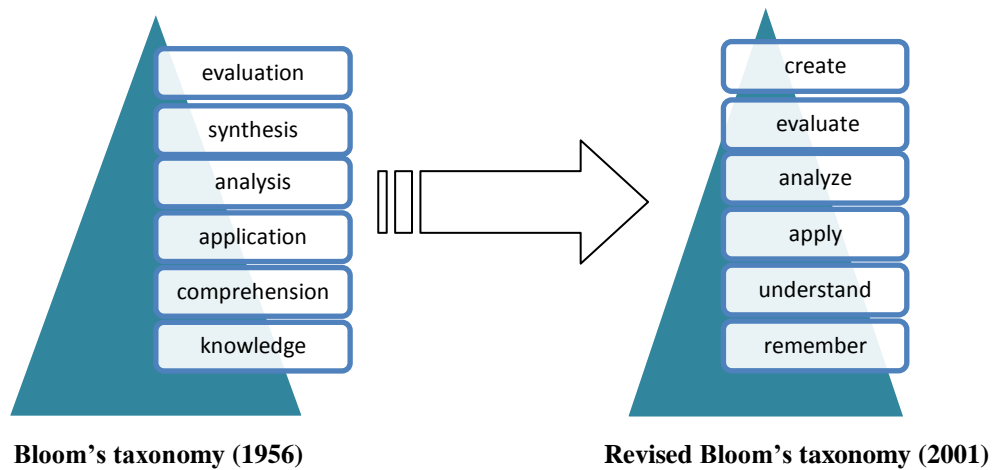 evaluation
synthesis
analysis
application
comprehension
knowledge
Bloom's taxonomy (1956)
create
evaluate
analyze
apply
understand
remember
Revised Bloom's taxonomy (2001)